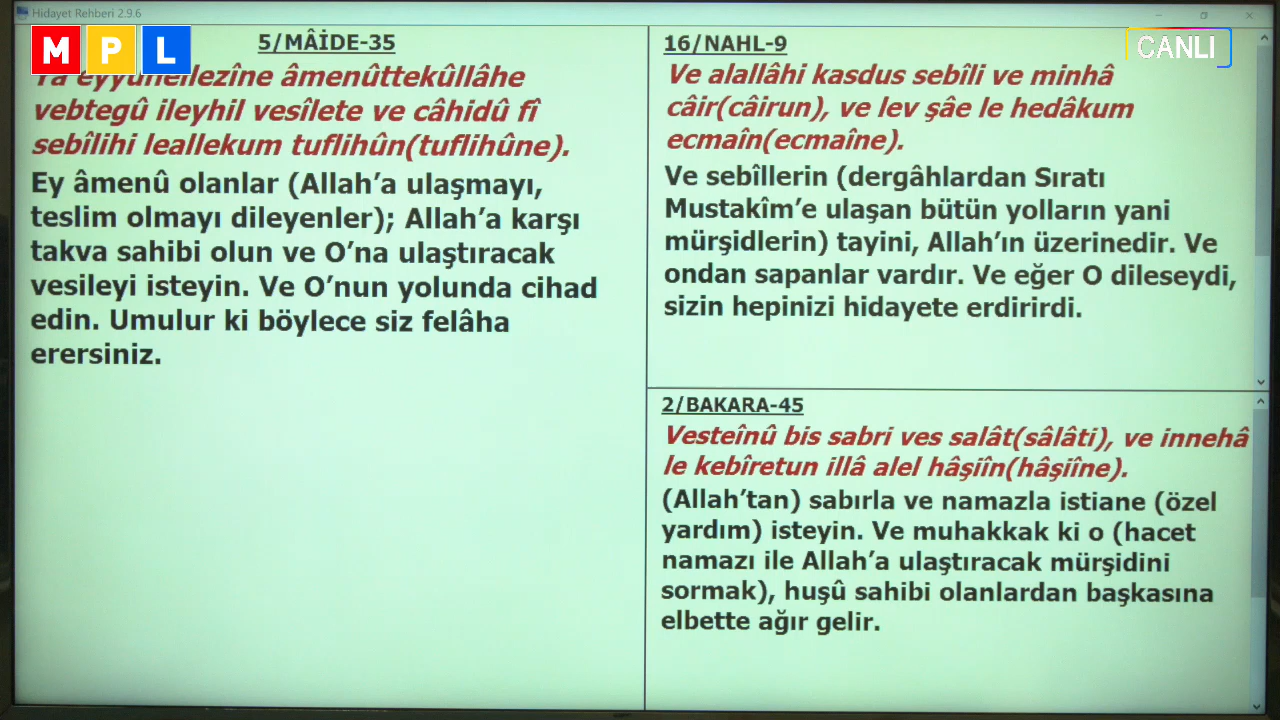 Hidayet Rehberi 2.9.6
MPL
CANLI
5/MÂİDE-35
Yâ eyyuhellezîne âmenûttekûllâhe
vebtegû ileyhil vesîlete ve câhidû fî
sebîlihi leallekum tuflihûn(tuflihûne).
Ey âmenû olanlar (Allah’a ulaşmayı,
teslim olmayı dileyenler); Allah’a karşı
takva sahibi olun ve O’na ulaştıracak
vesileyi isteyin. Ve O’nun yolunda cihad
edin. Umulur ki böylece siz felâha
erersiniz.
16/NAHL-9
Ve alallâhi kasdus sebîli ve minhâ
câir(câirun), ve lev şâe le hedâkum
ecmaîn(ecmaîne).
Ve sebîllerin (dergâhlardan Sıratı
Mustakîm’e ulaşan bütün yolların yani
mürşidlerin) tayini, Allah’ın üzerinedir. Ve
ondan sapanlar vardır. Ve eğer O dileseydi,
sizin hepinizi hidayete erdirirdi.
2/BAKARA-45
Vesteînû bis sabri ves salât(sâlâti), ve innehâ
le kebîretun illâ alel hâşiîn(hâşiîne).
(Allah’tan) sabırla ve namazla istiane (özel
yardım) isteyin. Ve muhakkak ki o (hacet
namazı ile Allah’a ulaştıracak mürşidini
sormak), huşû sahibi olanlardan başkasına
elbette ağır gelir.